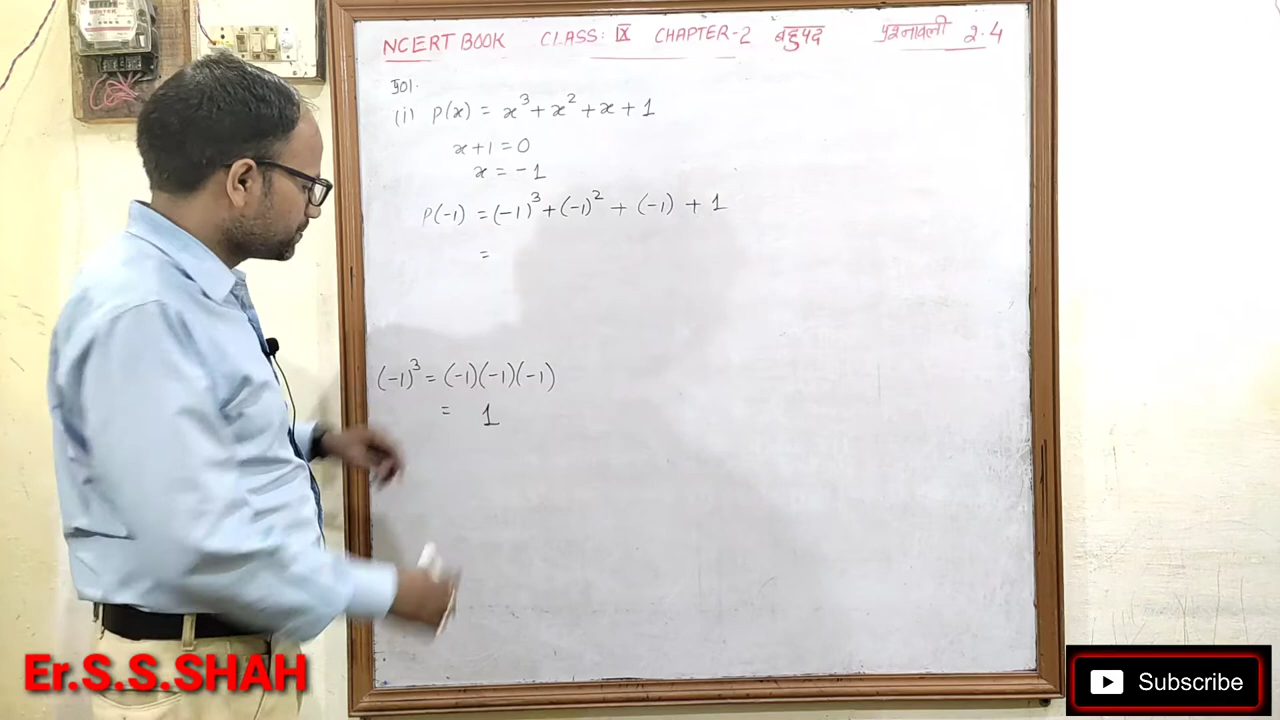 NCERT BOOK CLASS: IX CHAPTER-2 बहुपद प्रश्नावली 2.4
प्र01.
(i) P(x) = x³ + x² + x + 1
x + 1 = 0
x = -1
P(-1) = (-1)³ + (-1)² + (-1) + 1
=
(-1)³ = (-1)(-1)(-1)
= 1
Er.S.S.SHAH
Subscribe